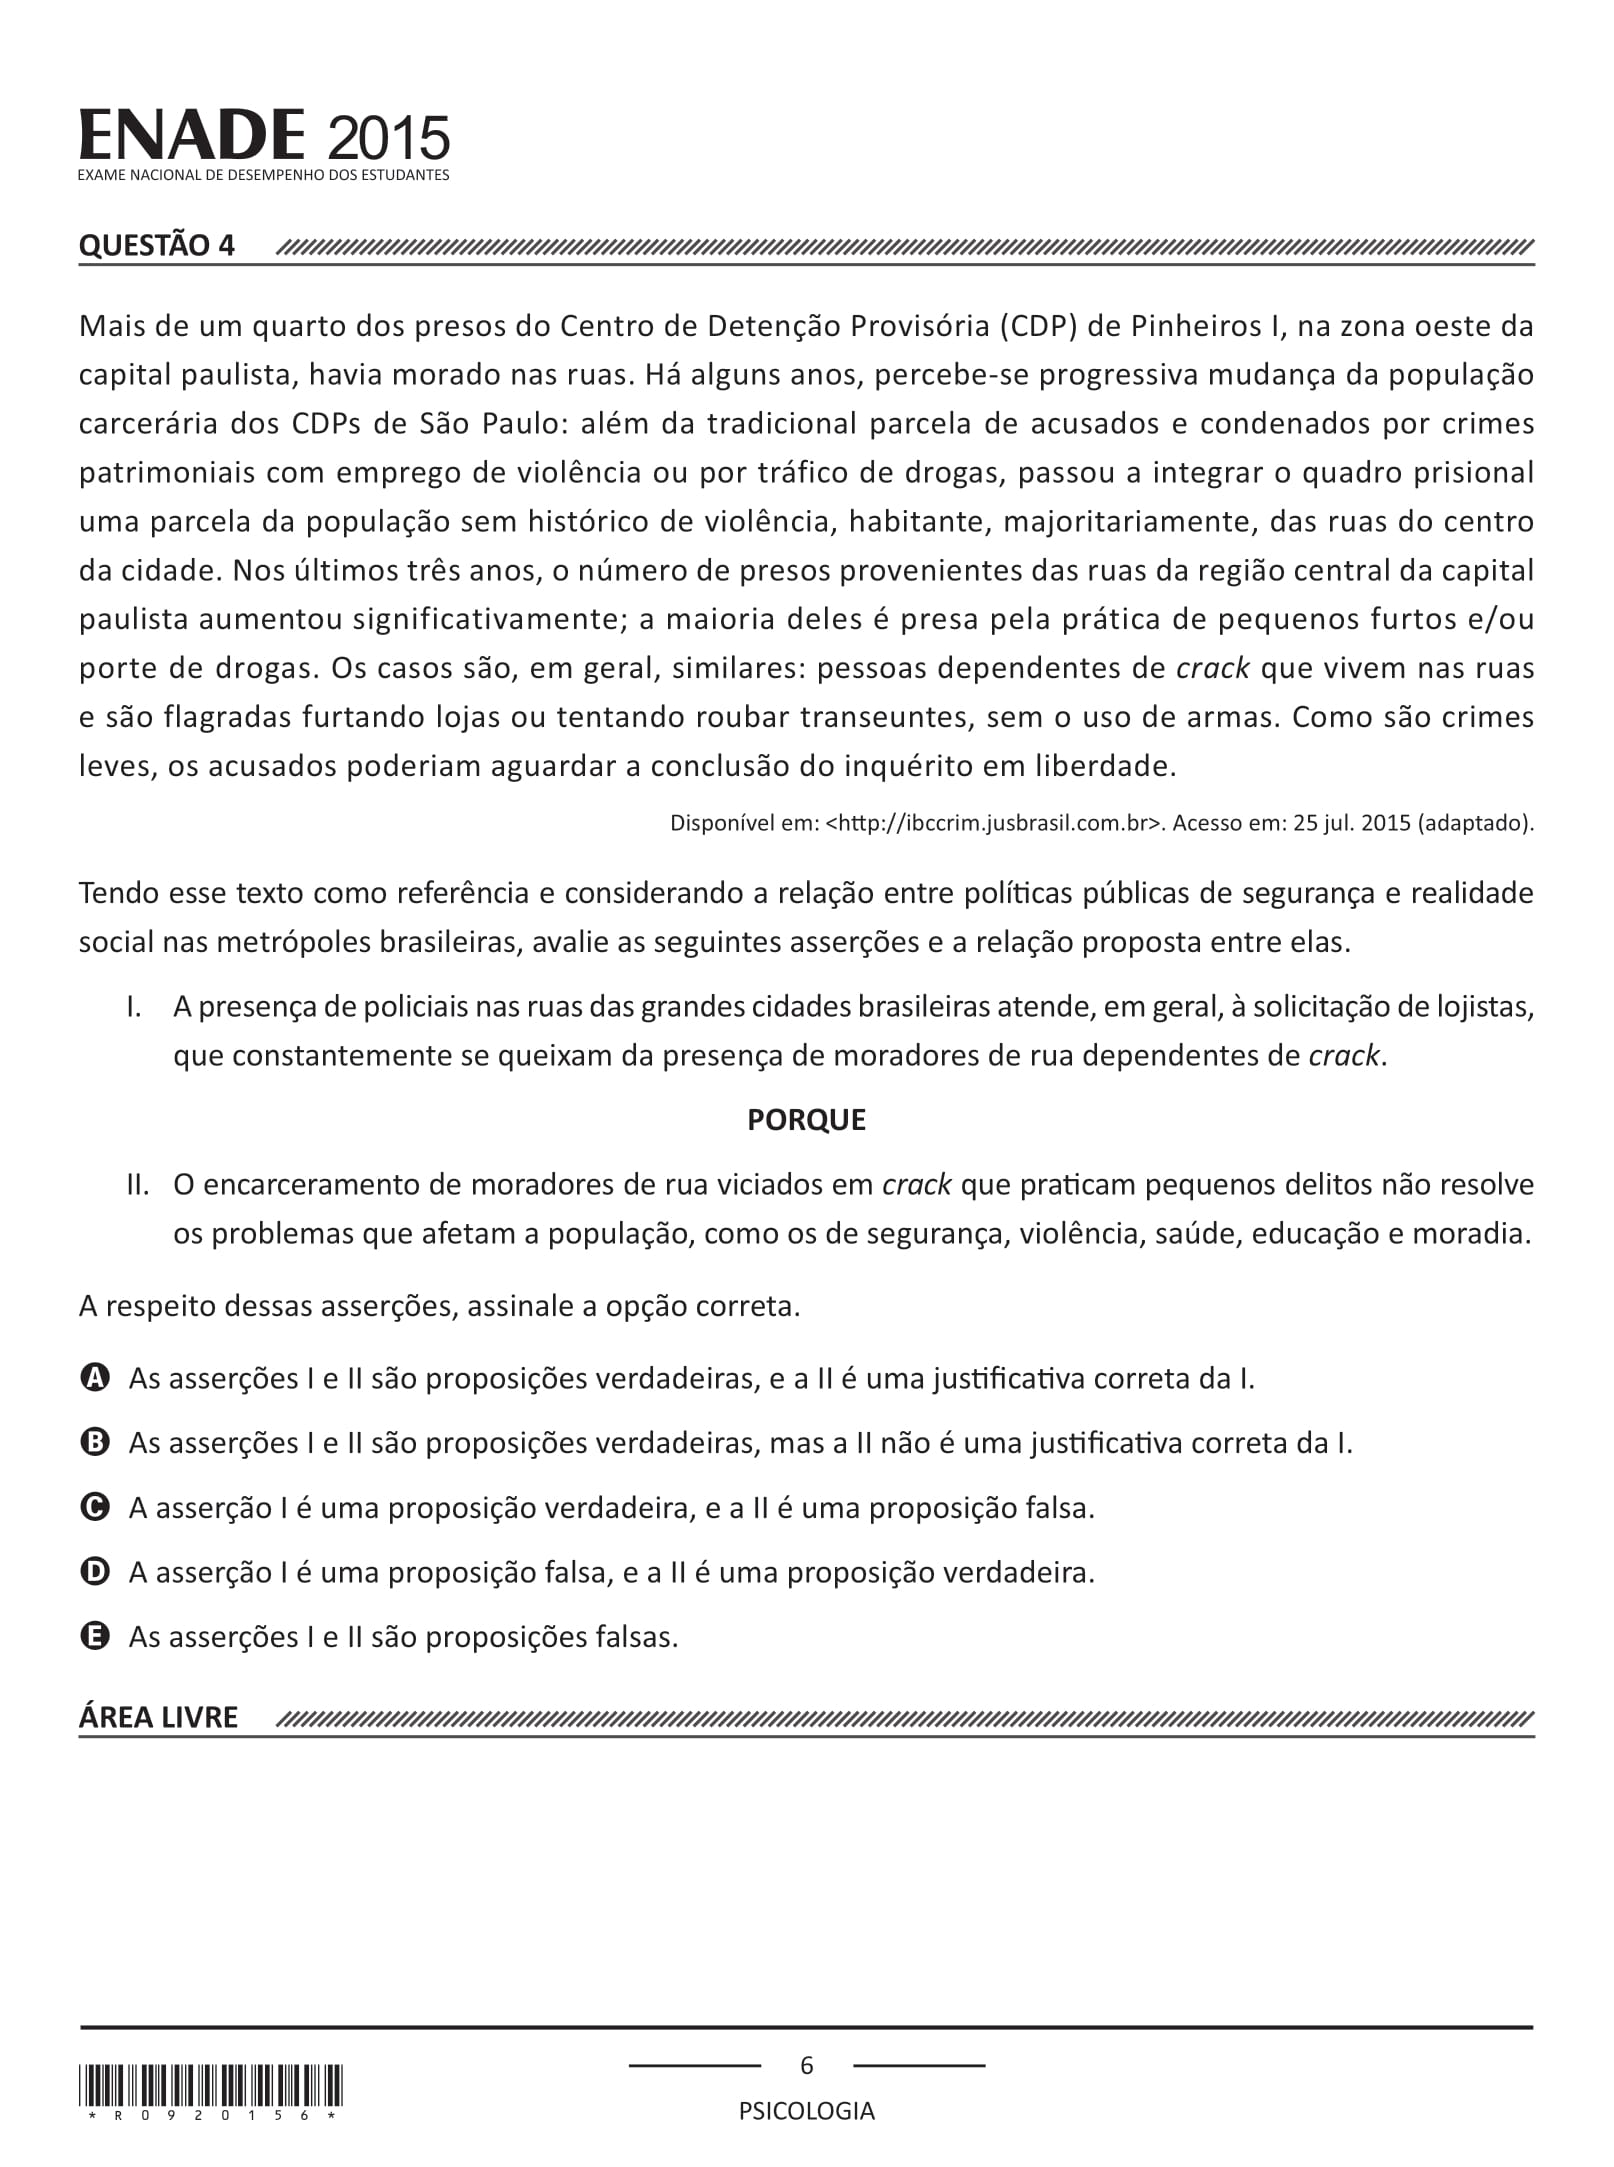 ENADE 2015
EXAME NACIONAL DE DESEMPENHO DOS ESTUDANTES
QUESTÃO 4
Mais de um quarto dos presos do Centro de Detenção Provisória (CDP) de Pinheiros I, na zona oeste da
capital paulista, havia morado nas ruas. Há alguns anos, percebe-se progressiva mudança da população
carcerária dos CDPs de São Paulo: além da tradicional parcela de acusados e condenados por crimes
patrimoniais com emprego de violência ou por tráfico de drogas, passou a integrar o quadro prisional
uma parcela da população sem histórico de violência, habitante, majoritariamente, das ruas do centro
da cidade. Nos últimos três anos, o número de presos provenientes das ruas da região central da capital
paulista aumentou significativamente; a maioria deles é presa pela prática de pequenos furtos e/ou
porte de drogas. Os casos são, em geral, similares: pessoas dependentes de crack que vivem nas ruas
e são flagradas furtando lojas ou tentando roubar transeuntes, sem o uso de armas. Como são crimes
leves, os acusados poderiam aguardar a conclusão do inquérito em liberdade.
Disponível em: <http://ibccrim.jusbrasil.com.br>. Acesso em: 25 jul. 2015 (adaptado).
Tendo esse texto como referência e considerando a relação entre políticas públicas de segurança e realidade
social nas metrópoles brasileiras, avalie as seguintes asserções e a relação proposta entre elas.
I. A presença de policiais nas ruas das grandes cidades brasileiras atende, em geral, à solicitação de lojistas,
que constantemente se queixam da presença de moradores de rua dependentes de crack.
PORQUE
II. O encarceramento de moradores de rua viciados em crack que praticam pequenos delitos não resolve
os problemas que afetam a população, como os de segurança, violência, saúde, educação e moradia.
A respeito dessas asserções, assinale a opção correta.
A As asserções I e II são proposições verdadeiras, e a II é uma justificativa correta da I.
B As asserções I e II são proposições verdadeiras, mas a II não é uma justificativa correta da I.
C A asserção I é uma proposição verdadeira, e a II é uma proposição falsa.
D A asserção I é uma proposição falsa, e a II é uma proposição verdadeira.
E As asserções I e II são proposições falsas.
ÁREA LIVRE
6
PSICOLOGIA
*R0920156*